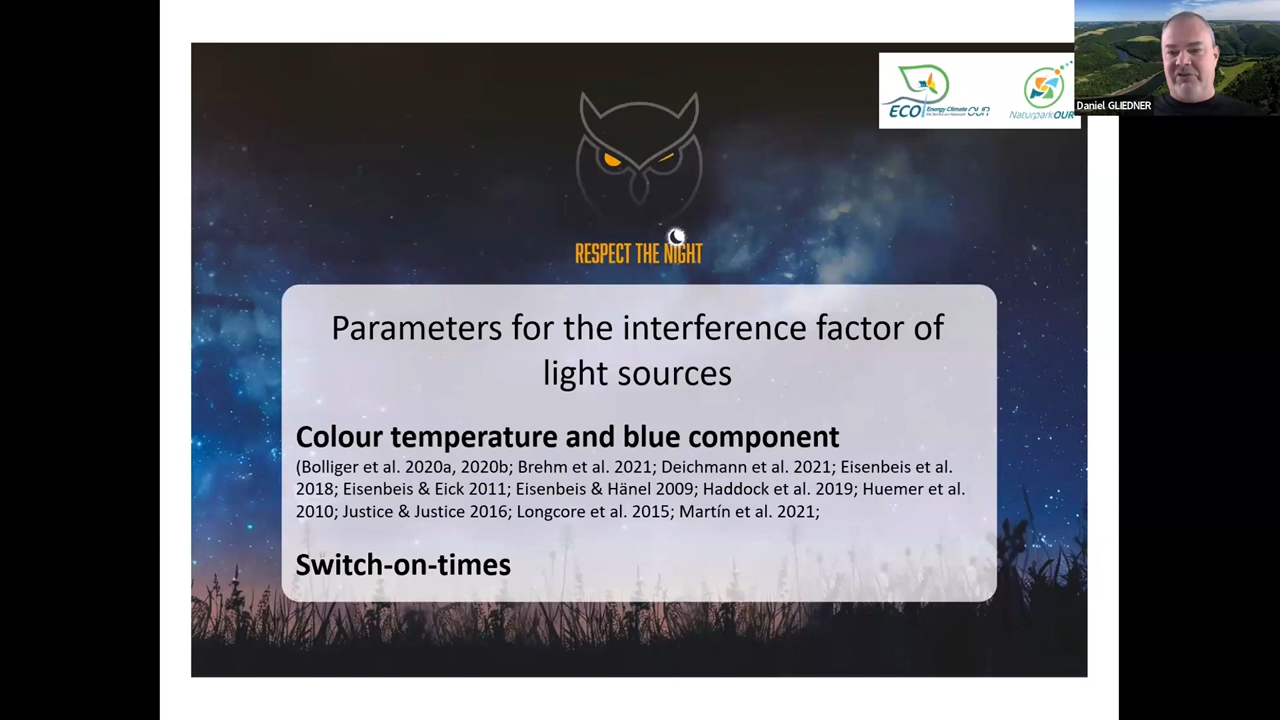 ECO
Energy Climate OUR
Naturpark OUR
Daniel GLIEDNER
RESPECT THE NIGHT
Parameters for the interference factor of
light sources
Colour temperature and blue component
(Bolliger et al. 2020a, 2020b; Brehm et al. 2021; Deichmann et al. 2021; Eisenbeis et al.
2018; Eisenbeis & Eick 2011; Eisenbeis & Hänel 2009; Haddock et al. 2019; Huemer et al.
2010; Justice & Justice 2016; Longcore et al. 2015; Martín et al. 2021;
Switch-on-times